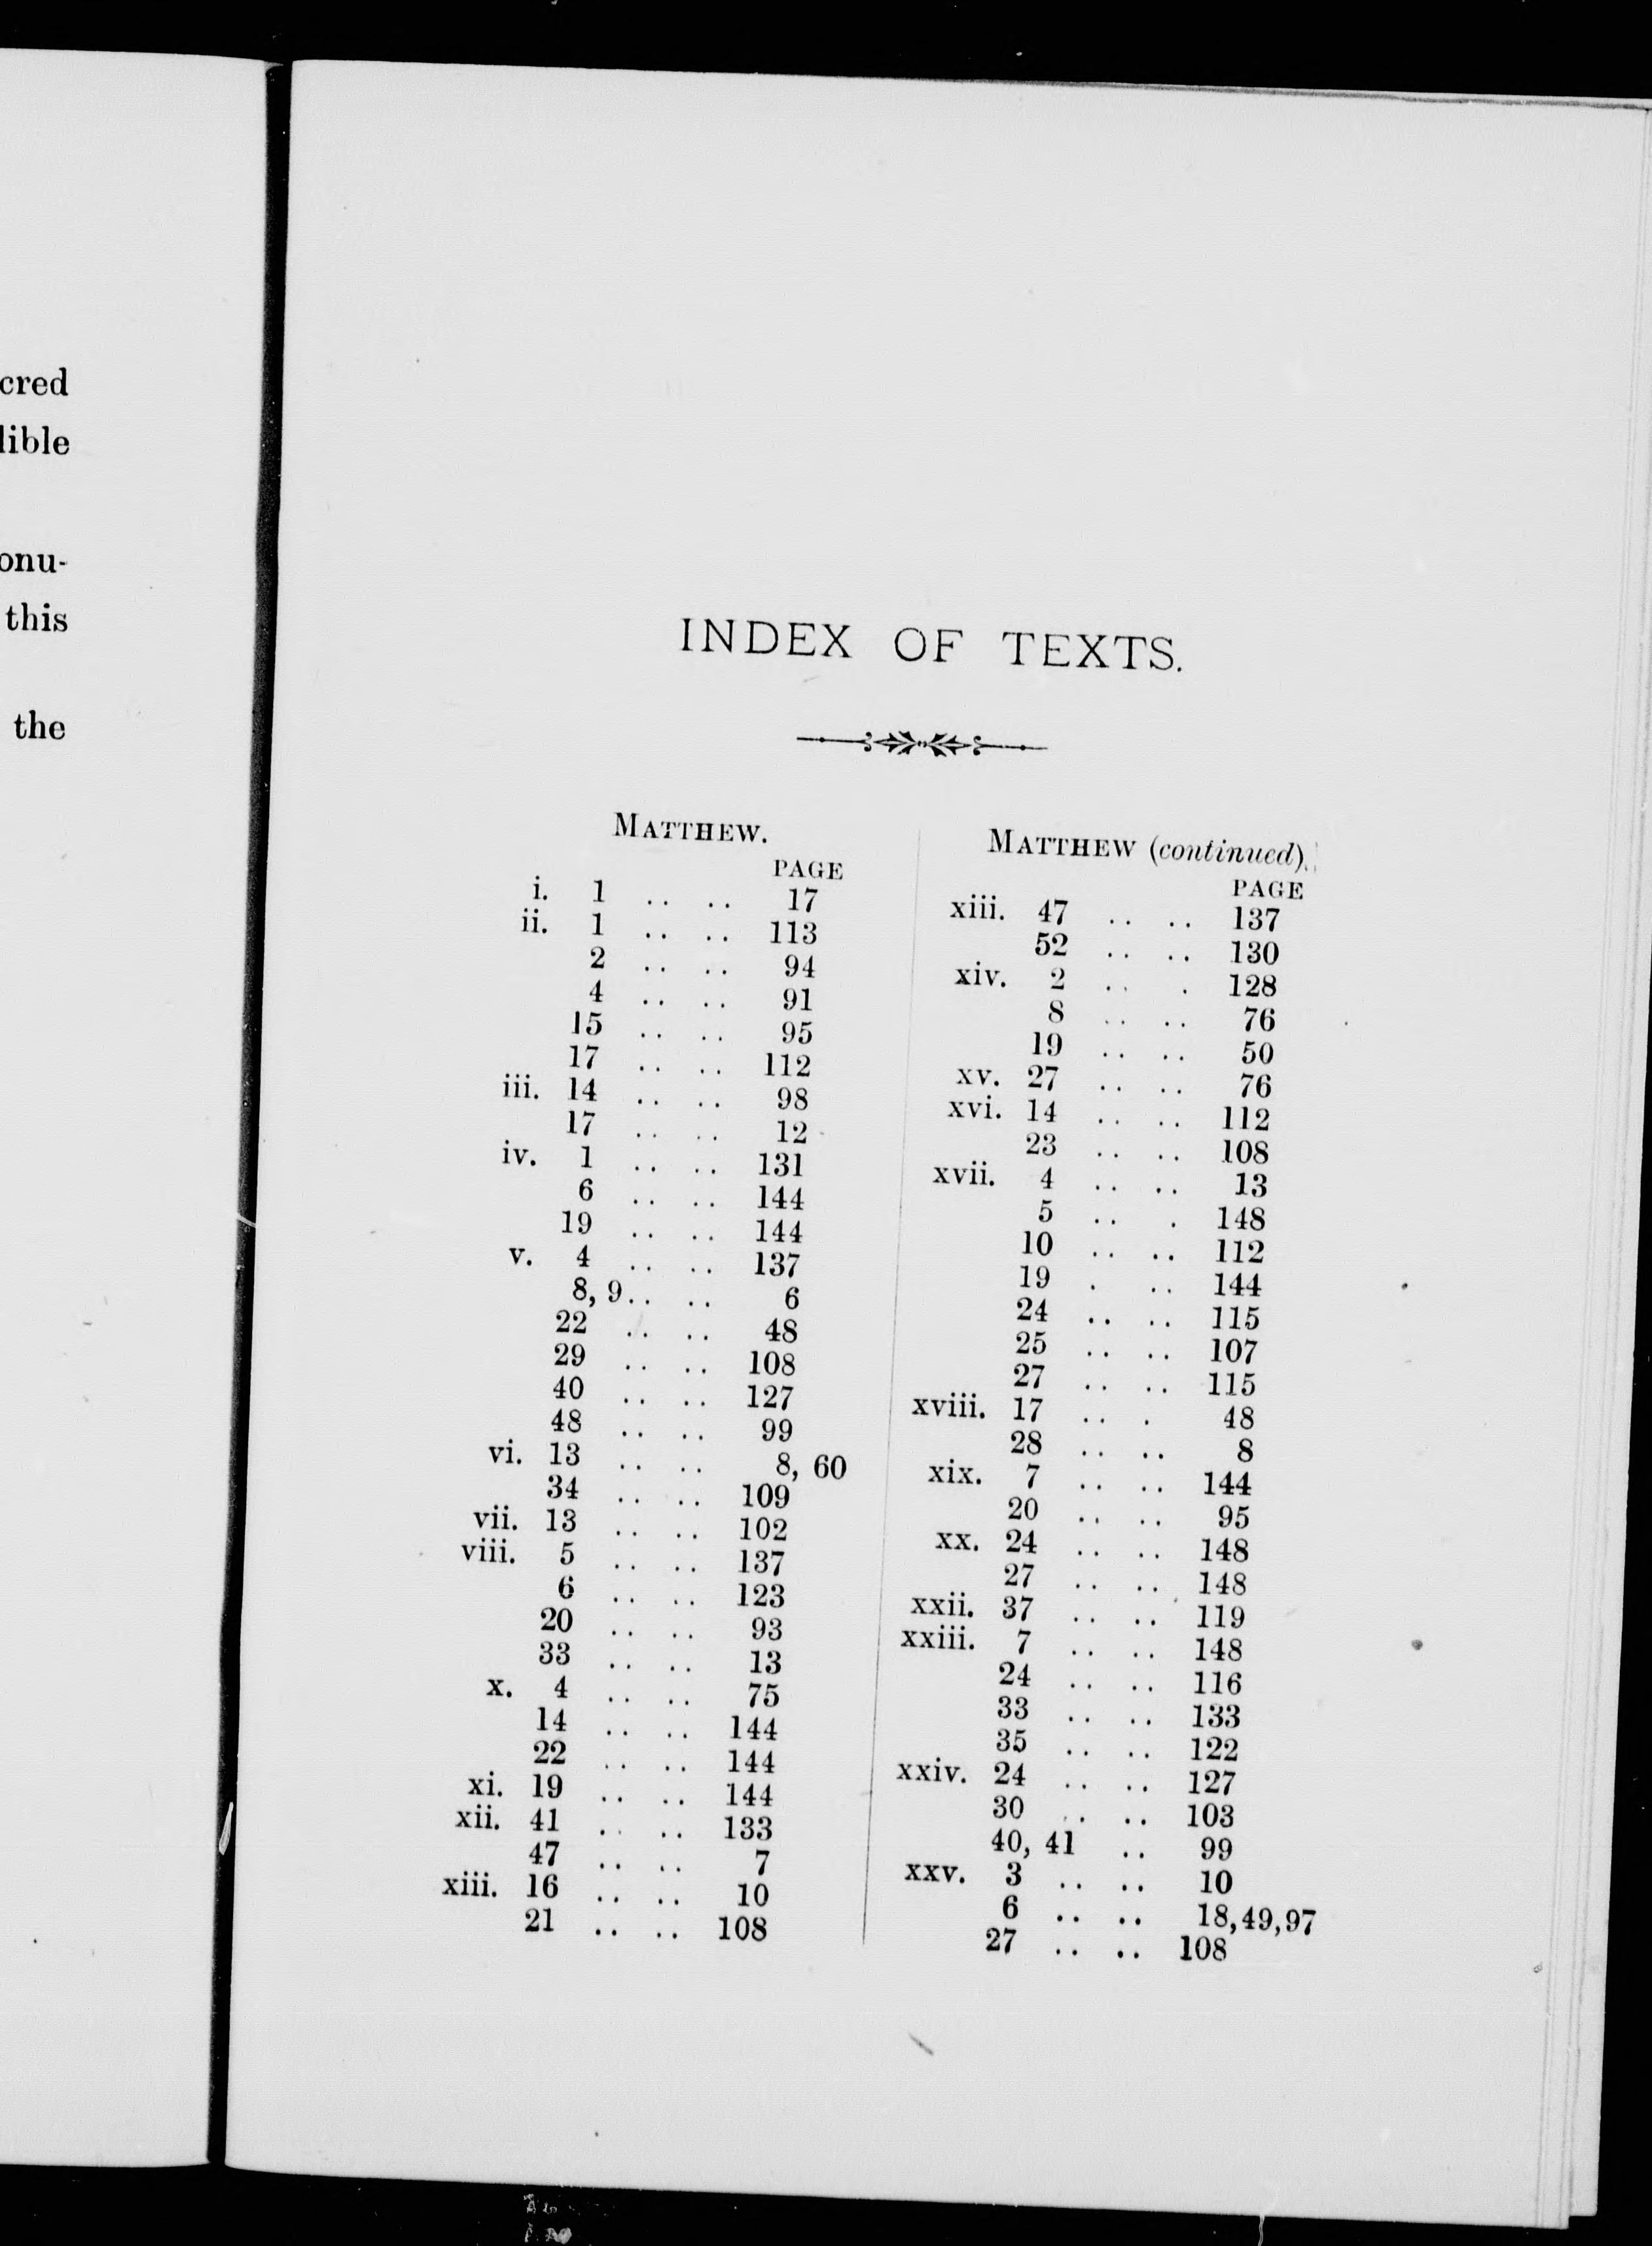 cred
lible
onu-
this
the
INDEX OF TEXTS.
MATTHEW.
PAGE
i. 1 .. .. 17
ii. 1 .. .. 113
2 .. .. 94
4 .. .. 91
15 .. .. 95
17 .. .. 112
iii. 14 .. .. 98
17 .. .. 12
iv. 1 .. .. 131
6 .. .. 144
19 .. .. 144
v. 4 .. .. 137
8, 9.. .. 6
22 .. .. 48
29 .. .. 108
40 .. .. 127
48 .. .. 99
vi. 13 .. .. 8, 60
34 .. .. 109
vii. 13 .. .. 102
viii. 5 .. .. 137
6 .. .. 123
20 .. .. 93
33 .. .. 13
x. 4 .. .. 75
14 .. .. 144
22 .. .. 144
xi. 19 .. .. 144
xii. 41 .. .. 133
47 .. .. 7
xiii. 16 .. .. 10
21 .. .. 108
MATTHEW (continued).
PAGE
xiii. 47 .. .. 137
52 .. .. 130
xiv. 2 .. . 128
8 .. .. 76
19 .. .. 50
xv. 27 .. .. 76
xvi. 14 .. .. 112
23 .. .. 108
xvii. 4 .. .. 13
5 .. . 148
10 .. .. 112
19 . .. 144
24 .. .. 115
25 .. .. 107
27 .. .. 115
xviii. 17 .. . 48
28 .. .. 8
xix. 7 .. .. 144
20 .. .. 95
xx. 24 .. .. 148
27 .. .. 148
xxii. 37 .. .. 119
xxiii. 7 .. .. 148
24 .. .. 116
33 .. .. 133
35 .. .. 122
xxiv. 24 .. .. 127
30 .. .. 103
40, 41 .. 99
xxv. 3 .. .. 10
6 .. .. 18,49,97
27 .. .. 108